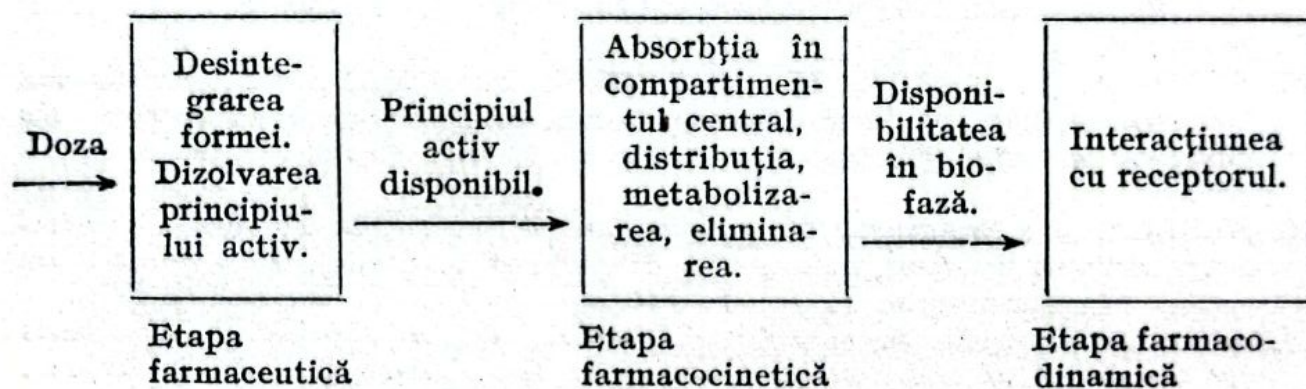 Doza
Desinte-
grarea
formei.
Dizolvarea
principiu-
lui activ.
Principiul
activ
disponibil.
Absorbția în
compartimen-
tul central,
distribuția,
metaboliza-
rea, elimina-
rea.
Disponi-
bilitatea
în bio-
fază.
Interacțiunea
cu receptorul.
Etapa
farmaceutică
Etapa
farmacocinetică
Etapa farmaco-
dinamică